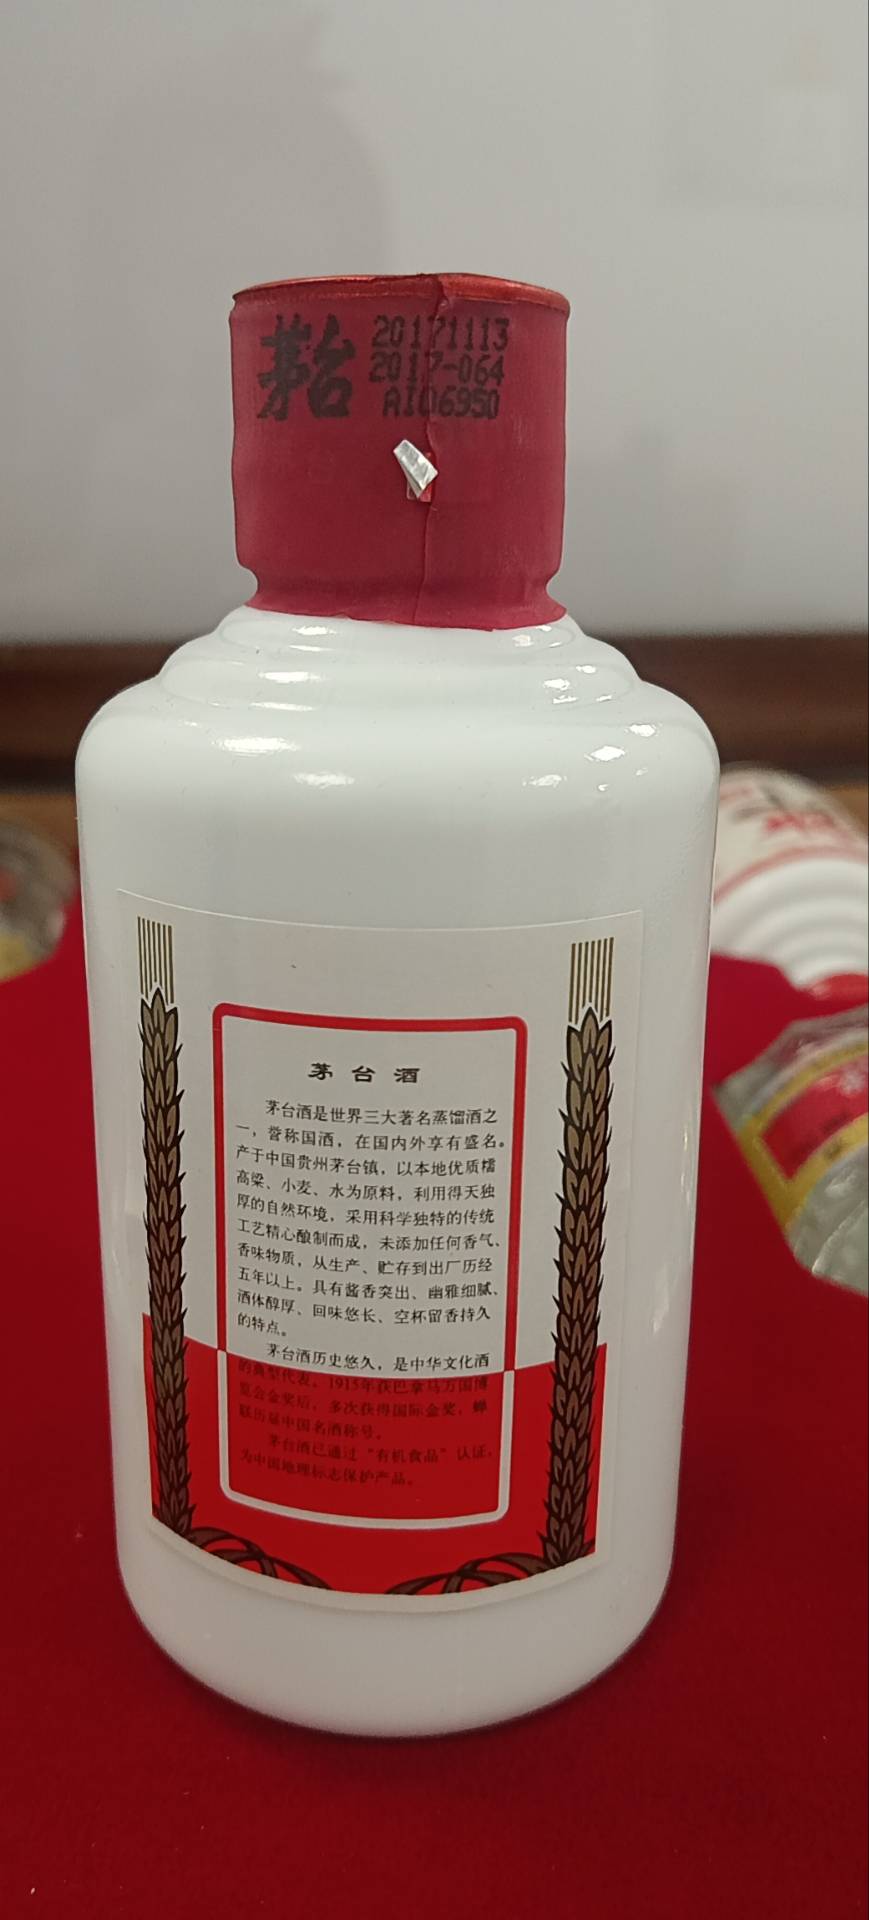 茅台
20171113
2017-064
AI06950
茅台酒
茅台酒是世界三大著名蒸馏酒之
一，誉称国酒，在国内外享有盛名。
产于中国贵州茅台镇，以本地优质糯
高粱、小麦、水为原料，利用得天独
厚的自然环境，采用科学独特的传统
工艺精心酿制而成，未添加任何香气、
香味物质，从生产、贮存到出厂历经
五年以上。具有酱香突出、幽雅细腻、
酒体醇厚、回味悠长、空杯留香持久
的特点。
茅台酒历史悠久，是中华文化酒
的典型代表。1915年获巴拿马万国博
览会金奖后，多次获得国际金奖，蝉
联历届中国名酒称号。
茅台酒已通过“有机食品”认证，
为中国地理标志保护产品。